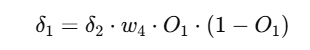 δ₁ = δ₂ · w₄ · O₁ · (1 − O₁)